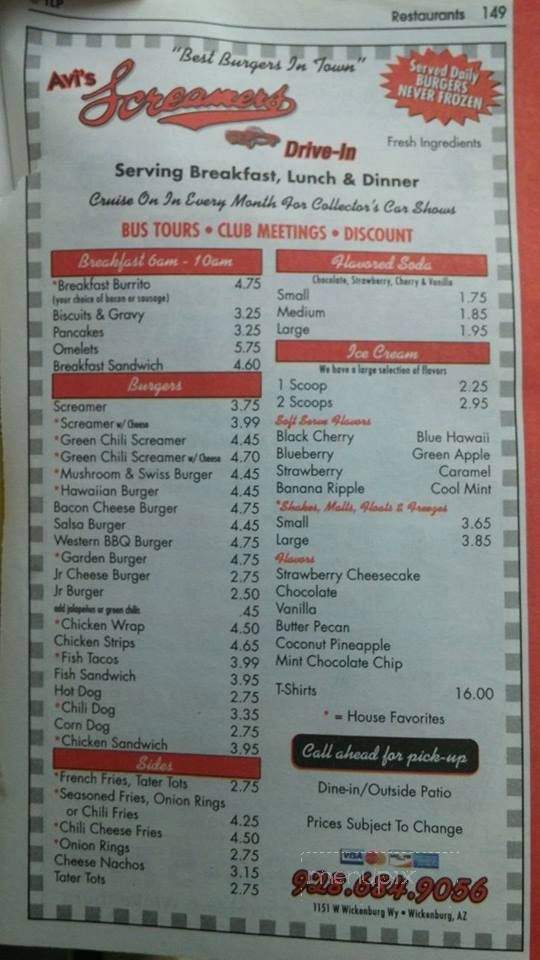 Restaurants 149
"Best Burgers In Town"
Avi's
Screamers
Drive-In
Served Daily
BURGERS
NEVER FROZEN
Fresh Ingredients
Serving Breakfast, Lunch & Dinner
Cruise On In Every Month For Collector's Car Shows
BUS TOURS • CLUB MEETINGS • DISCOUNT
Breakfast 6am - 10am
*Breakfast Burrito 4.75
(your choice of bacon or sausage)
Biscuits & Gravy 3.25
Pancakes 3.25
Omelets 5.75
Breakfast Sandwich 4.60
Burgers
Screamer 3.75
*Screamer w/ Cheese 3.99
*Green Chili Screamer 4.45
*Green Chili Screamer w/ Cheese 4.70
*Mushroom & Swiss Burger 4.45
*Hawaiian Burger 4.45
Bacon Cheese Burger 4.75
Salsa Burger 4.45
Western BBQ Burger 4.75
*Garden Burger 4.75
Jr Cheese Burger 2.75
Jr Burger 2.50
add jalapeños or green chilis .45
*Chicken Wrap 4.50
Chicken Strips 4.65
*Fish Tacos 3.99
Fish Sandwich 3.95
Hot Dog 2.75
*Chili Dog 3.35
Corn Dog 2.75
*Chicken Sandwich 3.95
Sides
*French Fries, Tater Tots 2.75
*Seasoned Fries, Onion Rings
or Chili Fries 4.25
*Chili Cheese Fries 4.50
*Onion Rings 2.75
Cheese Nachos 3.15
Tater Tots 2.75
Flavored Soda
Chocolate, Strawberry, Cherry & Vanilla
Small 1.75
Medium 1.85
Large 1.95
Ice Cream
We have a large selection of flavors
1 Scoop 2.25
2 Scoops 2.95
Soft Serve Flavors
Black Cherry Blue Hawaii
Blueberry Green Apple
Strawberry Caramel
Banana Ripple Cool Mint
*Shakes, Malts, Floats & Freezes
Small 3.65
Large 3.85
Flavors
Strawberry Cheesecake
Chocolate
Vanilla
Butter Pecan
Coconut Pineapple
Mint Chocolate Chip
T-Shirts 16.00
* = House Favorites
Call ahead for pick-up
Dine-in/Outside Patio
Prices Subject To Change
VISA
menupix
928.684.9056
1151 W Wickenburg Wy • Wickenburg, AZ